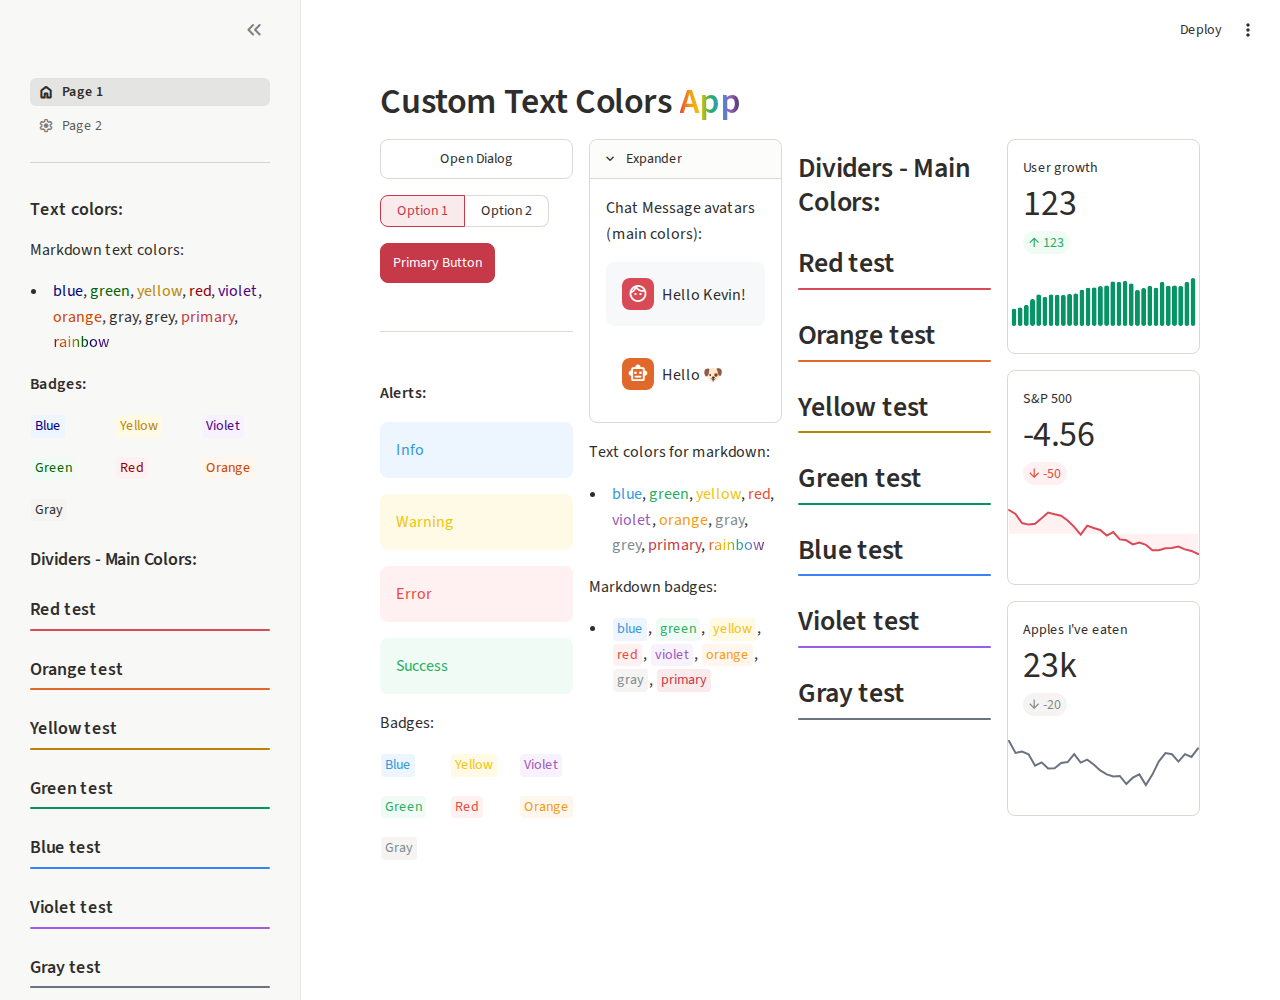 Deploy
Page 1
Page 2
Text colors:
Markdown text colors:
blue, green, yellow, red, violet,
orange, gray, grey, primary,
rainbow
Badges:
Blue
Yellow
Violet
Green
Red
Orange
Gray
Dividers - Main Colors:
Red test
Orange test
Yellow test
Green test
Blue test
Violet test
Gray test
Custom Text Colors App
Open Dialog
Option 1
Option 2
Primary Button
Alerts:
Info
Warning
Error
Success
Badges:
Blue
Yellow
Violet
Green
Red
Orange
Gray
Expander
Chat Message avatars
(main colors):
Hello Kevin!
Hello 🐶
Text colors for markdown:
blue, green, yellow, red,
violet, orange, gray,
grey, primary, rainbow
Markdown badges:
blue , green , yellow ,
red , violet , orange ,
gray , primary
Dividers - Main
Colors:
Red test
Orange test
Yellow test
Green test
Blue test
Violet test
Gray test
User growth
123
↑ 123
S&P 500
-4.56
↓ -50
Apples I've eaten
23k
↓ -20